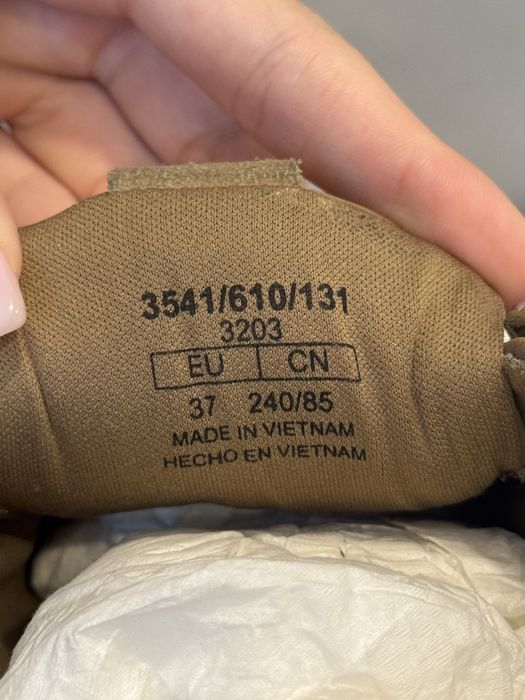 3541/610/131
3203
EU CN
37 240/85
MADE IN VIETNAM
HECHO EN VIETNAM